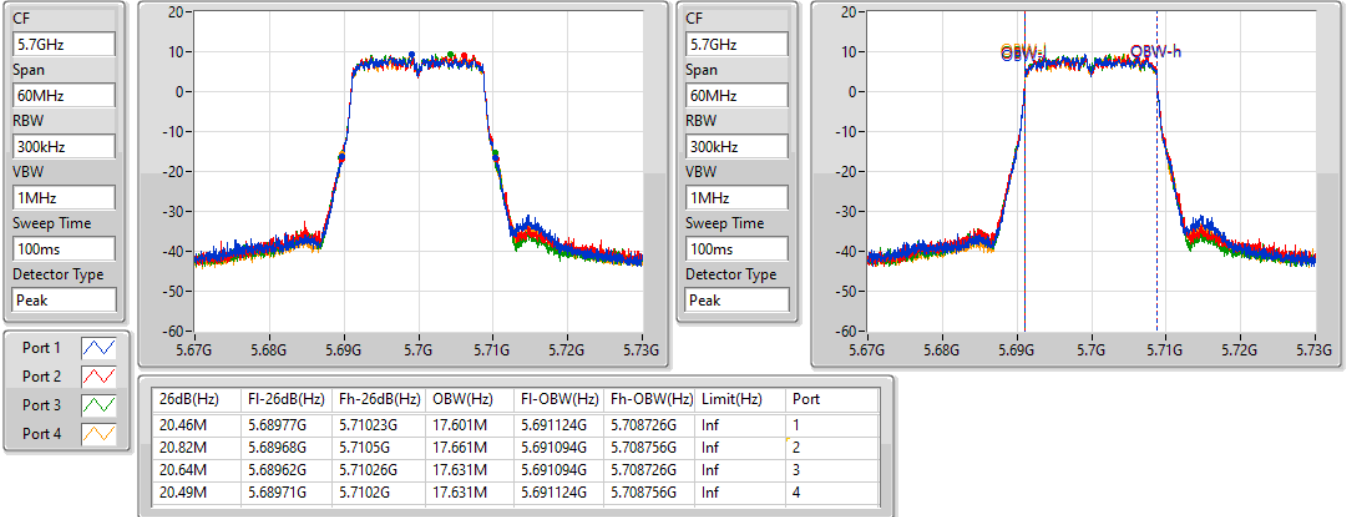 CF
5.7GHz
Span
60MHz
RBW
300kHz
VBW
1MHz
Sweep Time
100ms
Detector Type
Peak
20
10
0
-10
-20
-30
-40
-50
-60
5.67G 5.68G 5.69G 5.7G 5.71G 5.72G 5.73G
CF
5.7GHz
Span
60MHz
RBW
300kHz
VBW
1MHz
Sweep Time
100ms
Detector Type
Peak
20
10
0
-10
-20
-30
-40
-50
-60
OBW-l OBW-h
5.67G 5.68G 5.69G 5.7G 5.71G 5.72G 5.73G
Port 1
Port 2
Port 3
Port 4
26dB(Hz) Fl-26dB(Hz) Fh-26dB(Hz) OBW(Hz) Fl-OBW(Hz) Fh-OBW(Hz) Limit(Hz) Port
20.46M 5.68977G 5.71023G 17.601M 5.691124G 5.708726G Inf 1
20.82M 5.68968G 5.7105G 17.661M 5.691094G 5.708756G Inf 2
20.64M 5.68962G 5.71026G 17.631M 5.691094G 5.708726G Inf 3
20.49M 5.68971G 5.7102G 17.631M 5.691124G 5.708756G Inf 4